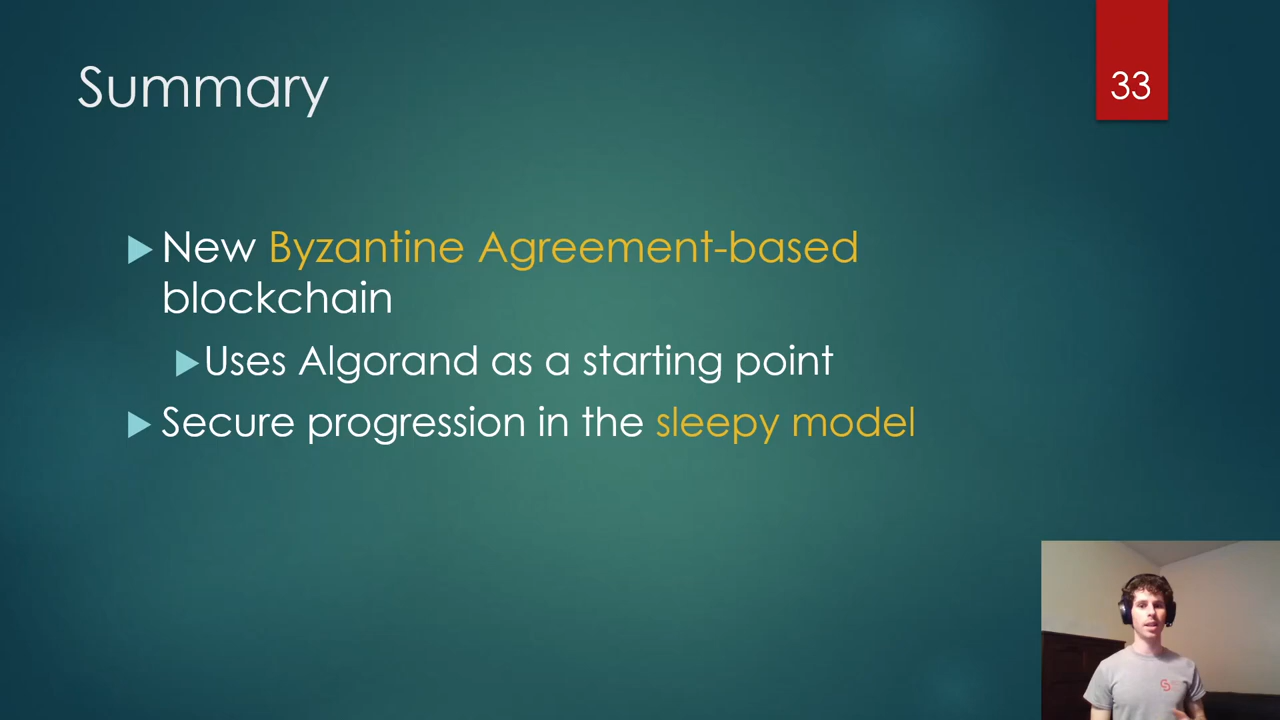 Summary
33
New Byzantine Agreement-based
blockchain
Uses Algorand as a starting point
Secure progression in the sleepy model